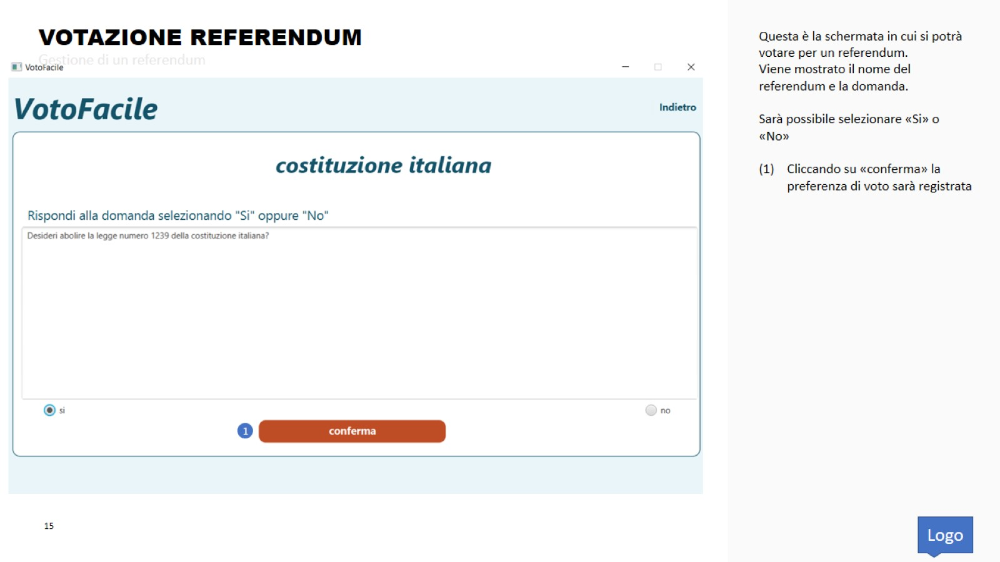 VOTAZIONE REFERENDUM
Gestione di un referendum
VotoFacile
VotoFacile
Indietro
costituzione italiana
Rispondi alla domanda selezionando "Si" oppure "No"
Desideri abolire la legge numero 1239 della costituzione italiana?
si
no
1
conferma
15
Questa è la schermata in cui si potrà
votare per un referendum.
Viene mostrato il nome del
referendum e la domanda.
Sarà possibile selezionare «Si» o
«No»
(1) Cliccando su «conferma» la
preferenza di voto sarà registrata
Logo